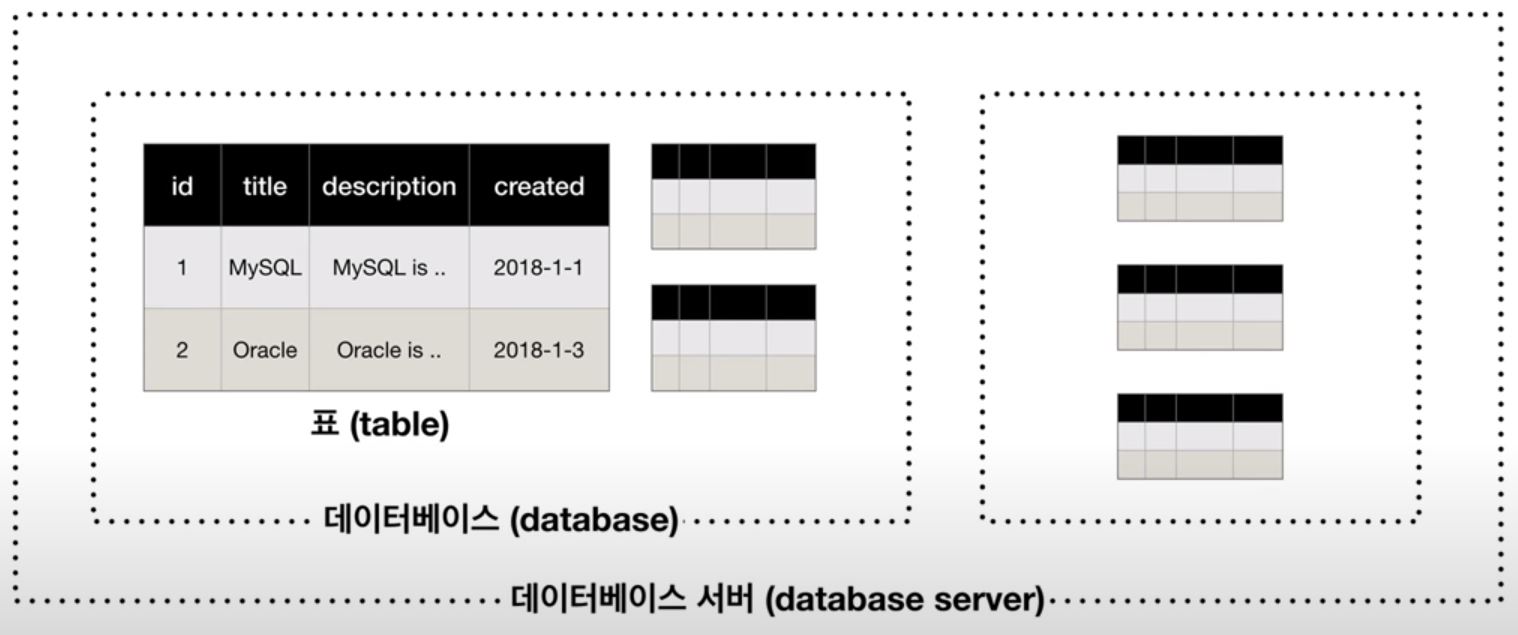 id title description created
1 MySQL MySQL is .. 2018-1-1
2 Oracle Oracle is .. 2018-1-3
표 (table)
데이터베이스 (database)
데이터베이스 서버 (database server)